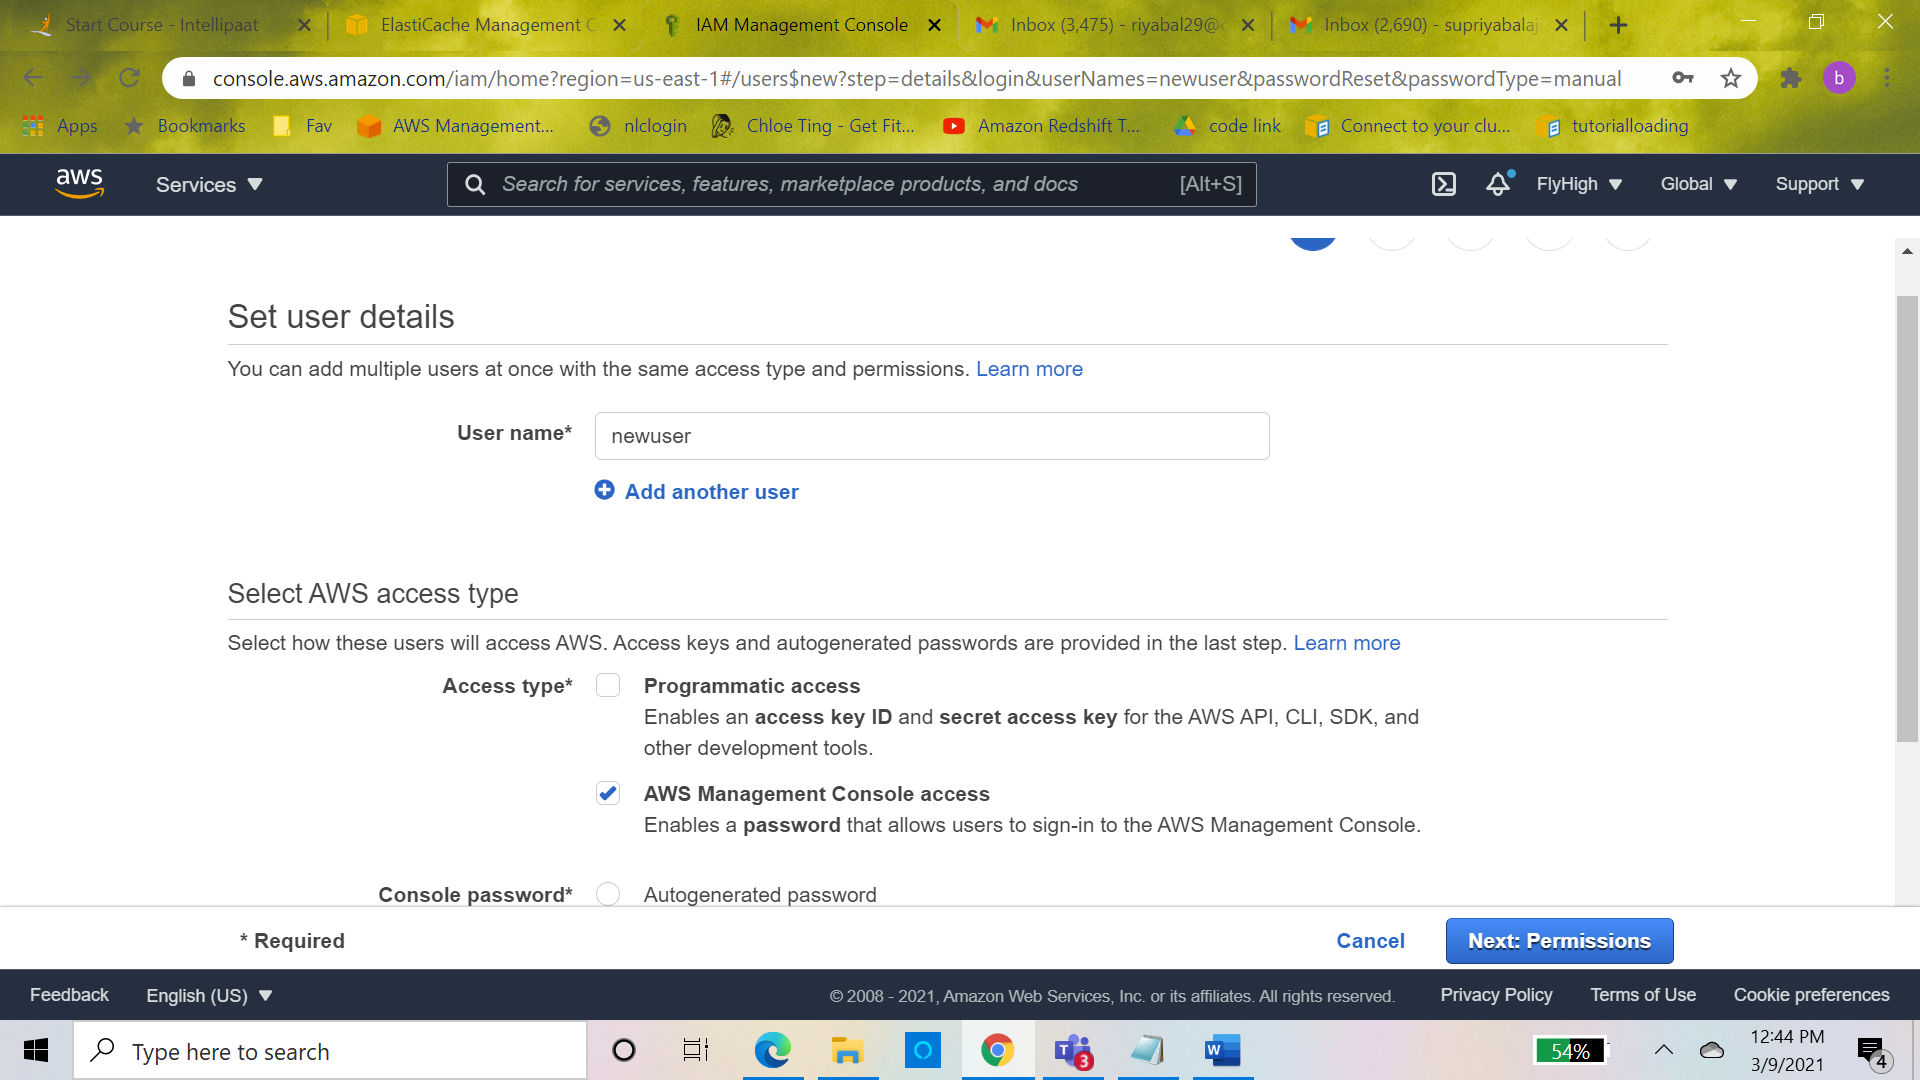 Start Course - Intellipaat
ElastiCache Management C
IAM Management Console
Inbox (3,475) - riyabal29@
Inbox (2,690) - supriyabala
console.aws.amazon.com/iam/home?region=us-east-1#/users$new?step=details&login&userNames=newuser&passwordReset&passwordType=manual
b
Apps
Bookmarks
Fav
AWS Management...
nlclogin
Chloe Ting - Get Fit...
Amazon Redshift T...
code link
Connect to your clu...
tutorialloading
aws
Services
Search for services, features, marketplace products, and docs
[Alt+S]
FlyHigh
Global
Support
Set user details
You can add multiple users at once with the same access type and permissions. Learn more
User name*
newuser
Add another user
Select AWS access type
Select how these users will access AWS. Access keys and autogenerated passwords are provided in the last step. Learn more
Access type*
Programmatic access
Enables an access key ID and secret access key for the AWS API, CLI, SDK, and
other development tools.
AWS Management Console access
Enables a password that allows users to sign-in to the AWS Management Console.
Console password*
Autogenerated password
* Required
Cancel
Next: Permissions
Feedback
English (US)
© 2008 - 2021, Amazon Web Services, Inc. or its affiliates. All rights reserved.
Privacy Policy
Terms of Use
Cookie preferences
Type here to search
T
3
W
54%
12:44 PM
3/9/2021
4